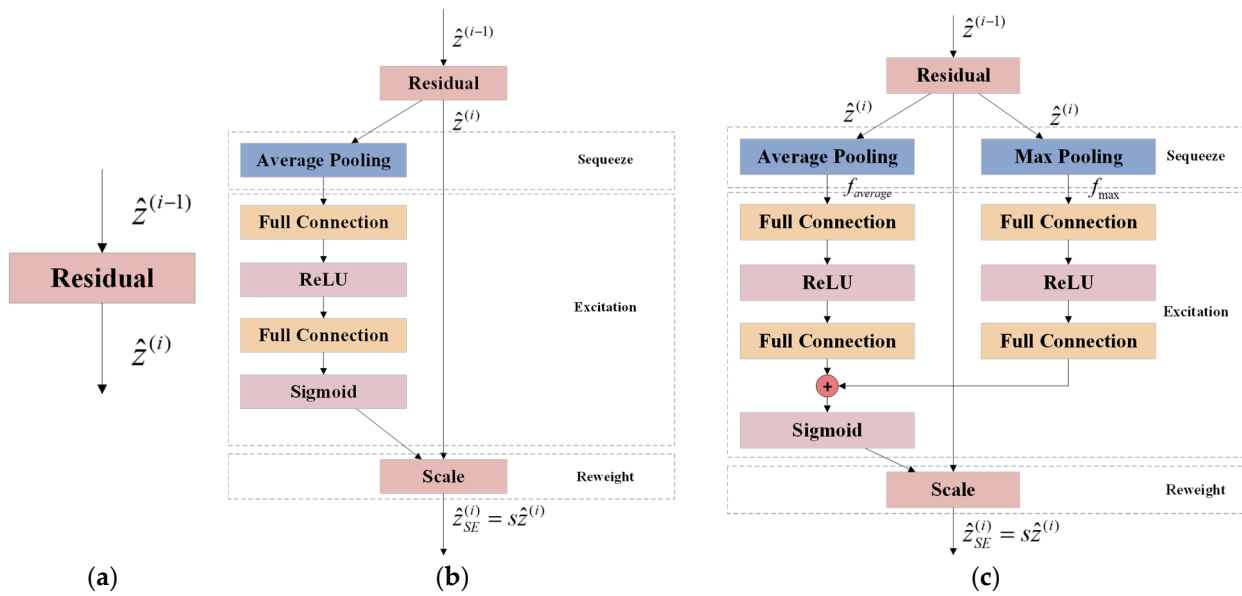 ẑ^(i−1)
Residual
ẑ^(i)
(a)
ẑ^(i−1)
Residual
ẑ^(i)
Average Pooling
Sequeeze
Full Connection
ReLU
Full Connection
Sigmoid
Excitation
Scale
Reweight
ẑ_SE^(i) = sẑ^(i)
(b)
ẑ^(i−1)
Residual
ẑ^(i) ẑ^(i)
Average Pooling Max Pooling Sequeeze
f_average f_max
Full Connection Full Connection
ReLU ReLU
Excitation
Full Connection Full Connection
+
Sigmoid
Scale
Reweight
ẑ_SE^(i) = sẑ^(i)
(c)